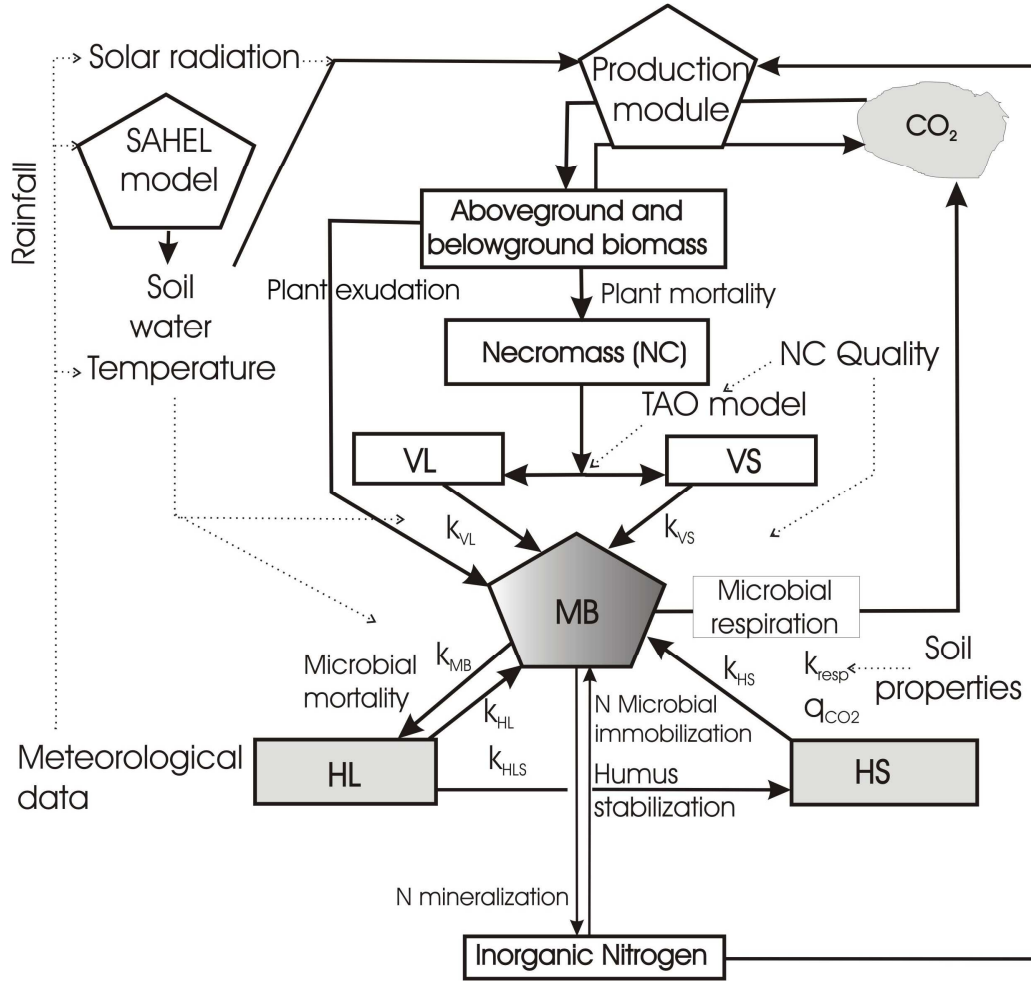 Solar radiation
Production
module
CO₂
SAHEL
model
Rainfall
Aboveground and
belowground biomass
Soil
water
Plant exudation
Plant mortality
Temperature
Necromass (NC)
NC Quality
TAO model
VL
VS
k_VL
k_VS
MB
Microbial
respiration
Microbial
mortality
k_MB
k_HL
k_HS
k_resp
q_CO2
Soil
properties
N Microbial
immobilization
Meteorological
data
HL
k_HLS
Humus
stabilization
HS
N mineralization
Inorganic Nitrogen